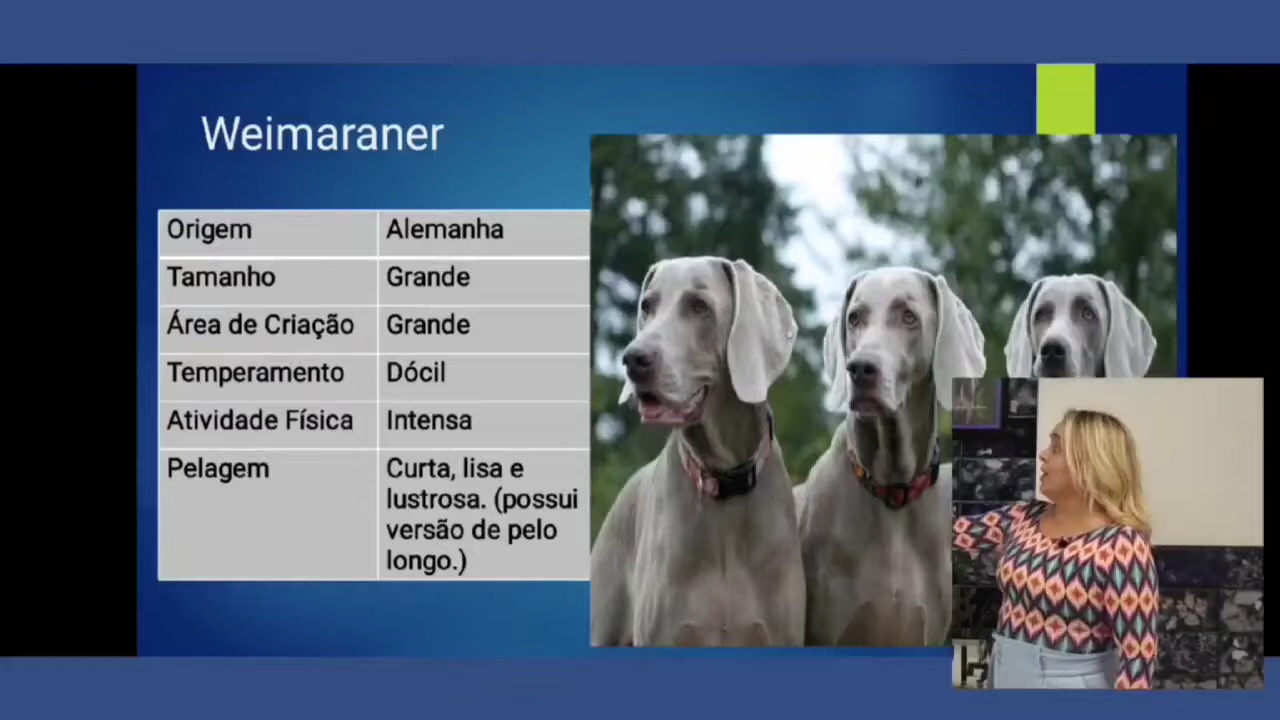 Weimaraner
Origem Alemanha
Tamanho Grande
Área de Criação Grande
Temperamento Dócil
Atividade Física Intensa
Pelagem Curta, lisa e
lustrosa. (possui
versão de pelo
longo.)